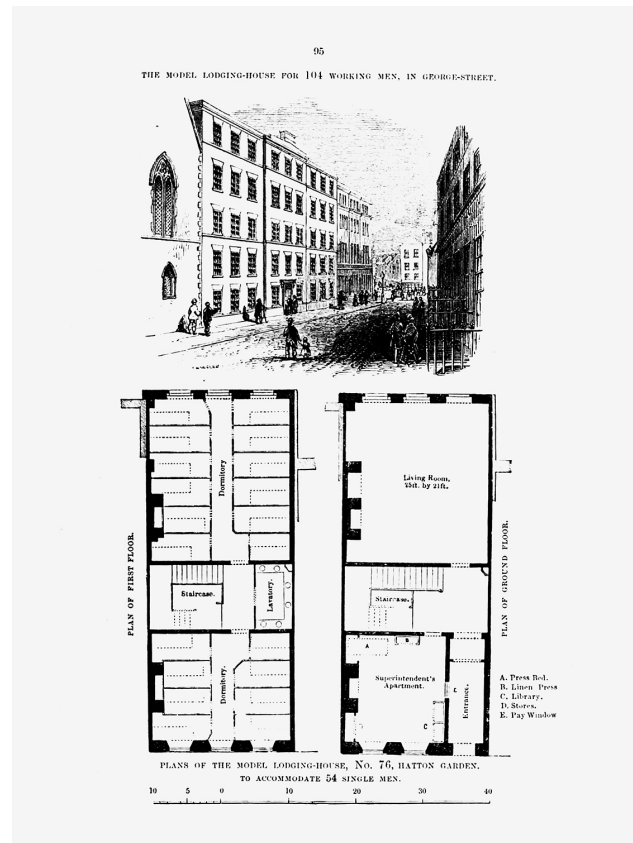 95
THE MODEL LODGING-HOUSE FOR 104 WORKING MEN, IN GEORGE-STREET.
PLAN OF FIRST FLOOR.
Dormitory
Staircase.
Lavatory.
Dormitory.
Living Room,
25ft. by 21ft.
Staircase.
A
B
Superintendent's
Apartment.
E
C
Entrance.
PLAN OF GROUND FLOOR.
A. Press Bed.
B. Linen Press
C. Library.
D. Stores.
E. Pay Window
PLANS OF THE MODEL LODGING-HOUSE, No. 76, HATTON GARDEN.
TO ACCOMMODATE 54 SINGLE MEN.
10 5 0 10 20 30 40